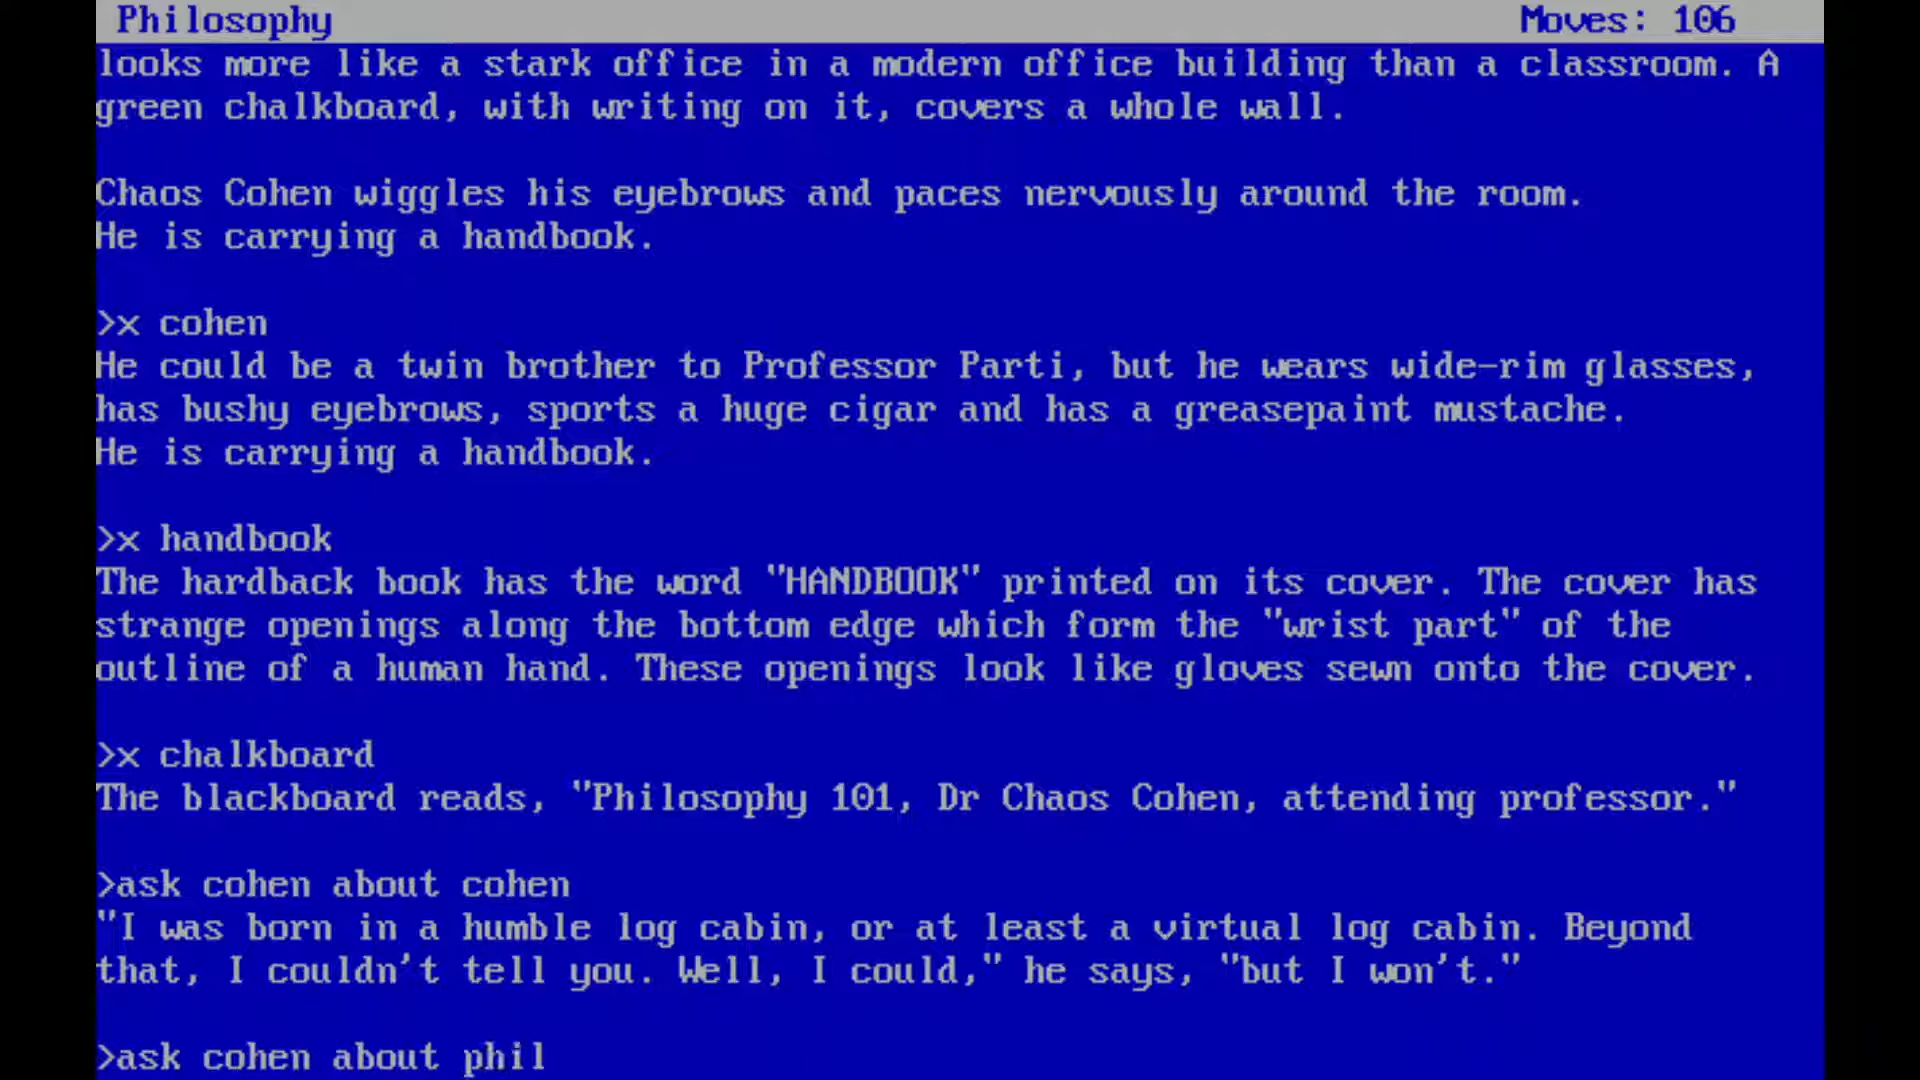 Philosophy Moves: 106
looks more like a stark office in a modern office building than a classroom. A
green chalkboard, with writing on it, covers a whole wall.
Chaos Cohen wiggles his eyebrows and paces nervously around the room.
He is carrying a handbook.
>x cohen
He could be a twin brother to Professor Parti, but he wears wide-rim glasses,
has bushy eyebrows, sports a huge cigar and has a greasepaint mustache.
He is carrying a handbook.
>x handbook
The hardback book has the word "HANDBOOK" printed on its cover. The cover has
strange openings along the bottom edge which form the "wrist part" of the
outline of a human hand. These openings look like gloves sewn onto the cover.
>x chalkboard
The blackboard reads, "Philosophy 101, Dr Chaos Cohen, attending professor."
>ask cohen about cohen
"I was born in a humble log cabin, or at least a virtual log cabin. Beyond
that, I couldn't tell you. Well, I could," he says, "but I won't."
>ask cohen about phil